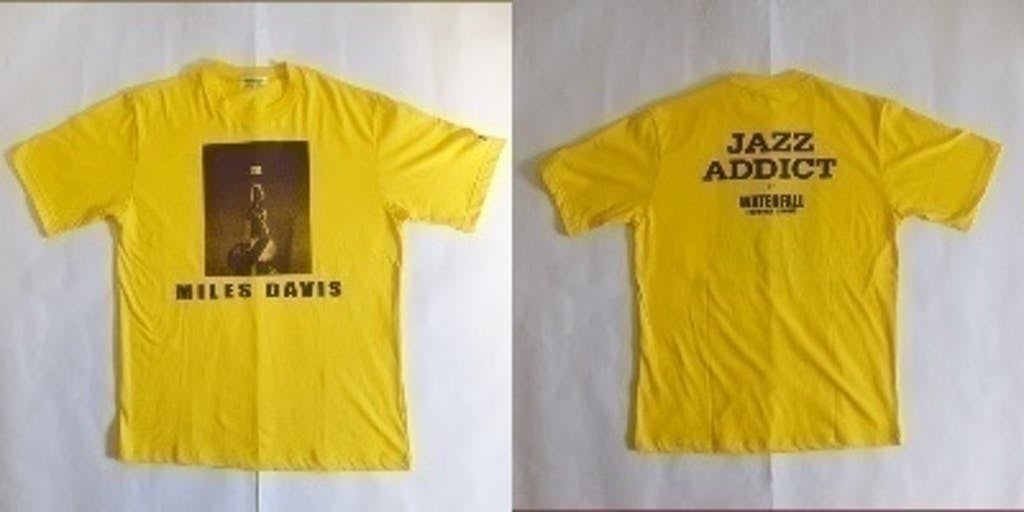 MILES DAVIS
JAZZ
ADDICT
WATERFALL